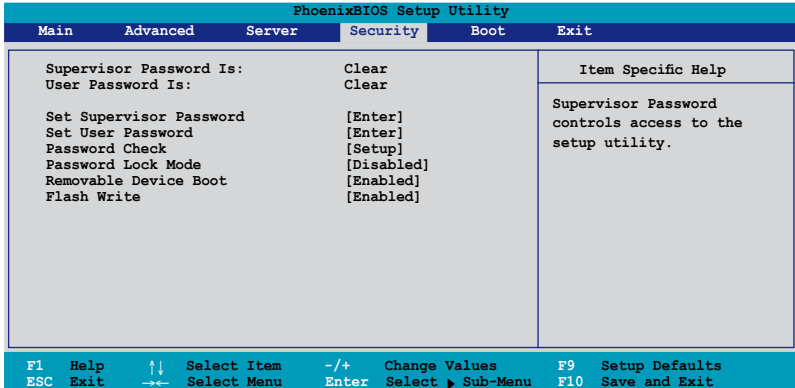 PhoenixBIOS Setup Utility
Main Advanced Server Security Boot Exit
Supervisor Password Is: Clear
User Password Is: Clear
Set Supervisor Password [Enter]
Set User Password [Enter]
Password Check [Setup]
Password Lock Mode [Disabled]
Removable Device Boot [Enabled]
Flash Write [Enabled]
Item Specific Help
Supervisor Password
controls access to the
setup utility.
F1 Help ↑↓ Select Item -/+ Change Values F9 Setup Defaults
ESC Exit →← Select Menu Enter Select ▶ Sub-Menu F10 Save and Exit